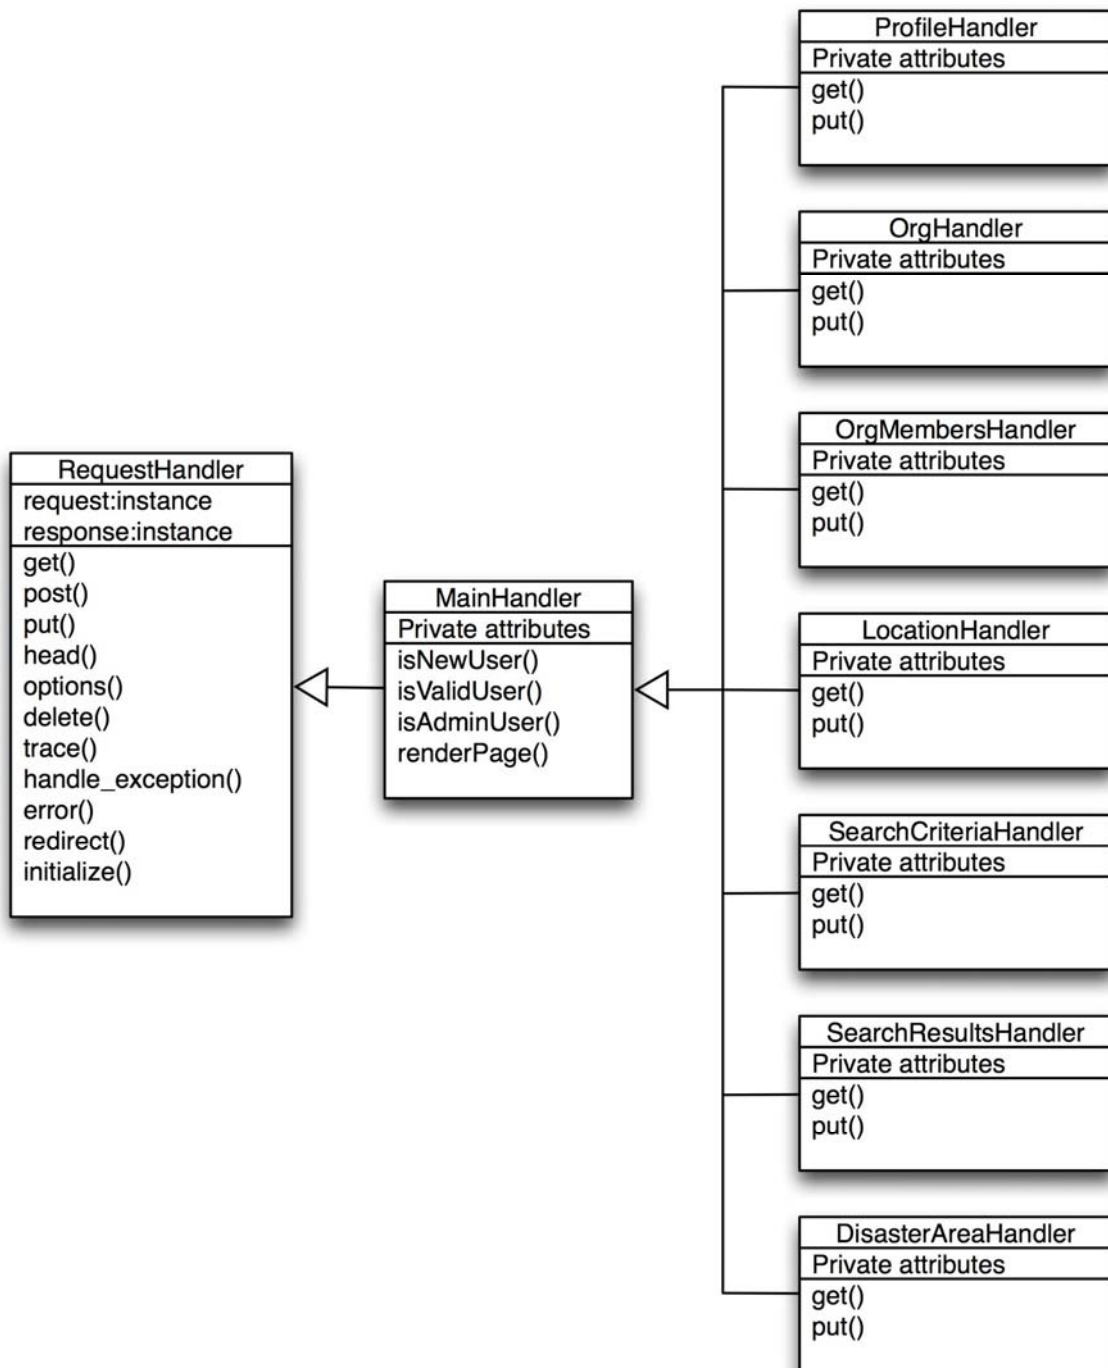 RequestHandler
request:instance
response:instance
get()
post()
put()
head()
options()
delete()
trace()
handle_exception()
error()
redirect()
initialize()
MainHandler
Private attributes
isNewUser()
isValidUser()
isAdminUser()
renderPage()
ProfileHandler
Private attributes
get()
put()
OrgHandler
Private attributes
get()
put()
OrgMembersHandler
Private attributes
get()
put()
LocationHandler
Private attributes
get()
put()
SearchCriteriaHandler
Private attributes
get()
put()
SearchResultsHandler
Private attributes
get()
put()
DisasterAreaHandler
Private attributes
get()
put()